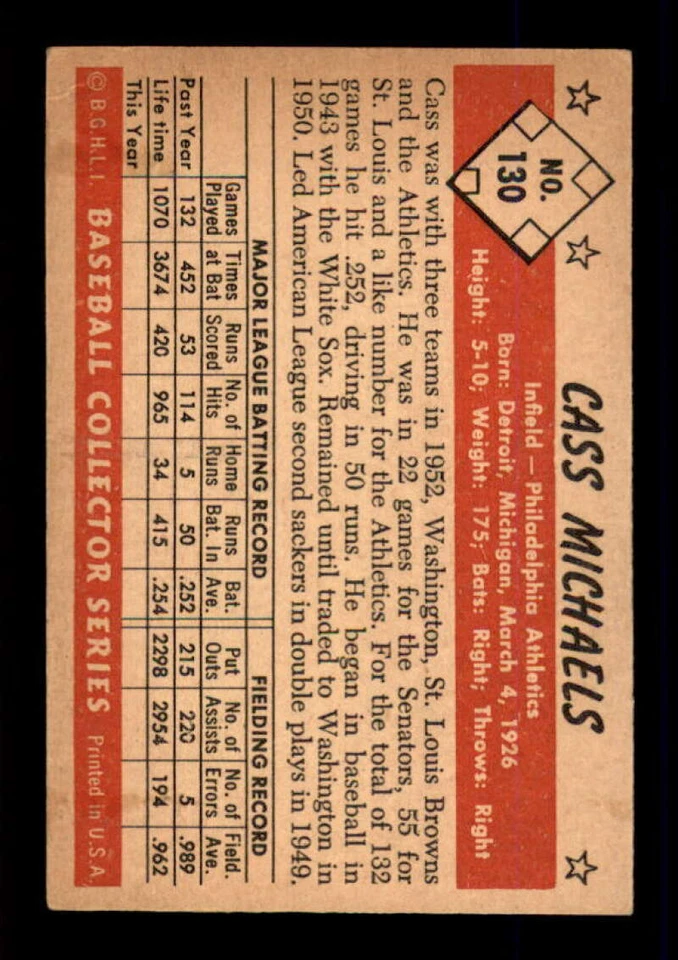 NO.
130
CASS MICHAELS
Infield — Philadelphia Athletics
Born: Detroit, Michigan, March 4, 1926
Height: 5-10; Weight: 175; Bats: Right; Throws: Right
Cass was with three teams in 1952, Washington, St. Louis Browns
and the Athletics. He was in 22 games for the Senators, 55 for
St. Louis and a like number for the Athletics. For the total of 132
games he hit .252, driving in 50 runs. He began in baseball in
1943 with the White Sox. Remained until traded to Washington in
1950. Led American League second sackers in double plays in 1949.
MAJOR LEAGUE BATTING RECORD FIELDING RECORD
Games Times Runs No. of Home Runs Bat. Put No. of No. of Field.
Played at Bat Scored Hits Runs Bat. In Ave. Outs Assists Errors Ave.
Past Year 132 452 53 114 5 50 .252 215 220 5 .989
Life time 1070 3674 420 965 34 415 .254 2298 2954 194 .962
This Year
© B.G.H.L.I. BASEBALL COLLECTOR SERIES Printed in U.S.A.